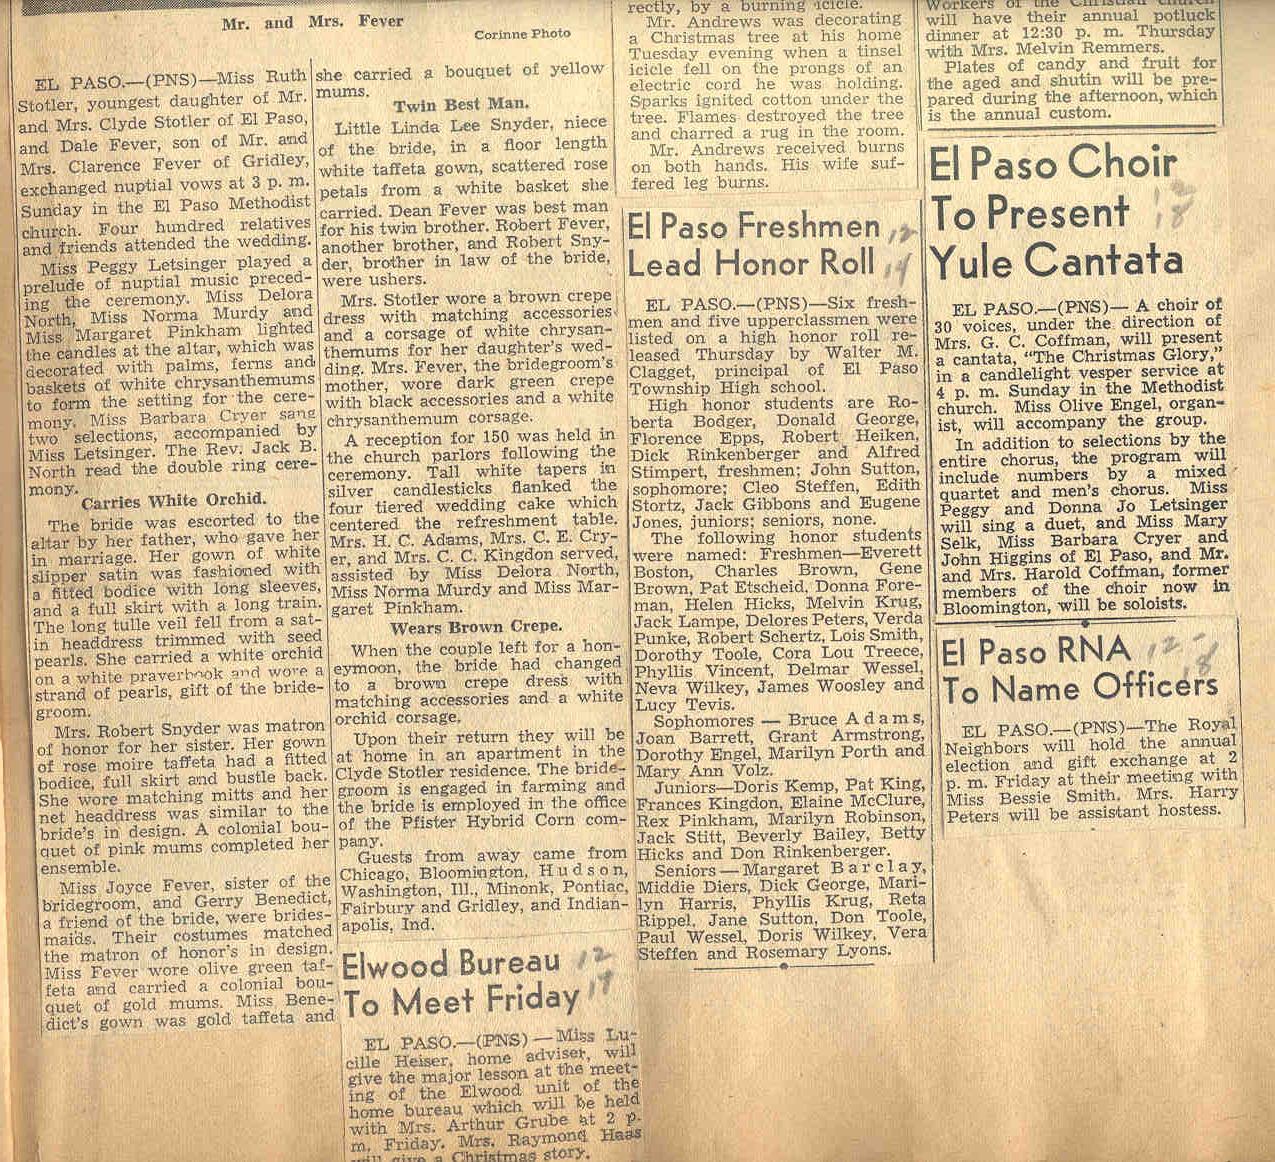 Mr. and Mrs. Fever
Corinne Photo
EL PASO.—(PNS)—Miss Ruth
Stotler, youngest daughter of Mr.
and Mrs. Clyde Stotler of El Paso,
and Dale Fever, son of Mr. and
Mrs. Clarence Fever of Gridley,
exchanged nuptial vows at 3 p. m.
Sunday in the El Paso Methodist
church. Four hundred relatives
and friends attended the wedding.
Miss Peggy Letsinger played a
prelude of nuptial music preced-
ing the ceremony. Miss Delora
North, Miss Norma Murdy and
Miss Margaret Pinkham lighted
the candles at the altar, which was
decorated with palms, ferns and
baskets of white chrysanthemums
to form the setting for the cere-
mony. Miss Barbara Cryer sang
two selections, accompanied by
Miss Letsinger. The Rev. Jack B.
North read the double ring cere-
mony.
Carries White Orchid.
The bride was escorted to the
altar by her father, who gave her
in marriage. Her gown of white
slipper satin was fashioned with
a fitted bodice with long sleeves,
and a full skirt with a long train.
The long tulle veil fell from a sat-
in headdress trimmed with seed
pearls. She carried a white orchid
on a white prayerbook and wore a
strand of pearls, gift of the bride-
groom.
Mrs. Robert Snyder was matron
of honor for her sister. Her gown
of rose moire taffeta had a fitted
bodice, full skirt and bustle back.
She wore matching mitts and her
net headdress was similar to the
bride's in design. A colonial bou-
quet of pink mums completed her
ensemble.
Miss Joyce Fever, sister of the
bridegroom, and Gerry Benedict,
a friend of the bride, were brides-
maids. Their costumes matched
the matron of honor's in design.
Miss Fever wore olive green taf-
feta and carried a colonial bou-
quet of gold mums. Miss Bene-
dict's gown was gold taffeta and
she carried a bouquet of yellow
mums.
Twin Best Man.
Little Linda Lee Snyder, niece
of the bride, in a floor length
white taffeta gown, scattered rose
petals from a white basket she
carried. Dean Fever was best man
for his twin brother. Robert Fever,
another brother, and Robert Sny-
der, brother in law of the bride,
were ushers.
Mrs. Stotler wore a brown crepe
dress with matching accessories
and a corsage of white chrysan-
themums for her daughter's wed-
ding. Mrs. Fever, the bridegroom's
mother, wore dark green crepe
with black accessories and a white
chrysanthemum corsage.
A reception for 150 was held in
the church parlors following the
ceremony. Tall white tapers in
silver candlesticks flanked the
four tiered wedding cake which
centered the refreshment table.
Mrs. H. C. Adams, Mrs. C. E. Cry-
er, and Mrs. C. C. Kingdon served,
assisted by Miss Delora North,
Miss Norma Murdy and Miss Mar-
garet Pinkham.
Wears Brown Crepe.
When the couple left for a hon-
eymoon, the bride had changed
to a brown crepe dress with
matching accessories and a white
orchid corsage.
Upon their return they will be
at home in an apartment in the
Clyde Stotler residence. The bride-
groom is engaged in farming and
the bride is employed in the office
of the Pfister Hybrid Corn com-
pany.
Guests from away came from
Chicago, Bloomington, Hudson,
Washington, Ill., Minonk, Pontiac,
Fairbury and Gridley, and Indian-
apolis, Ind.
Elwood Bureau 12
To Meet Friday 17
EL PASO.—(PNS)—Miss Lu-
cille Heiser, home adviser, will
give the major lesson at the meet-
ing of the Elwood unit of the
home bureau which will be held
with Mrs. Arthur Grube at 2 p.
m. Friday. Mrs. Raymond Haas
will give a Christmas story.
rectly, by a burning icicle.
Mr. Andrews was decorating
a Christmas tree at his home
Tuesday evening when a tinsel
icicle fell on the prongs of an
electric cord he was holding.
Sparks ignited cotton under the
tree. Flames destroyed the tree
and charred a rug in the room.
Mr. Andrews received burns
on both hands. His wife suf-
fered leg burns.
El Paso Freshmen 12
Lead Honor Roll 14
EL PASO.—(PNS)—Six fresh-
men and five upperclassmen were
listed on a high honor roll re-
leased Thursday by Walter M.
Clagget, principal of El Paso
Township High school.
High honor students are Ro-
berta Bodger, Donald George,
Florence Epps, Robert Heiken,
Dick Rinkenberger and Alfred
Stimpert, freshmen; John Sutton,
sophomore; Cleo Steffen, Edith
Stortz, Jack Gibbons and Eugene
Jones, juniors; seniors, none.
The following honor students
were named: Freshmen—Everett
Boston, Charles Brown, Gene
Brown, Pat Etscheid, Donna Fore-
man, Helen Hicks, Melvin Krug,
Jack Lampe, Delores Peters, Verda
Punke, Robert Schertz, Lois Smith,
Dorothy Toole, Cora Lou Treece,
Phyllis Vincent, Delmar Wessel,
Neva Wilkey, James Woosley and
Lucy Tevis.
Sophomores — Bruce Adams,
Joan Barrett, Grant Armstrong,
Dorothy Engel, Marilyn Porth and
Mary Ann Volz.
Juniors—Doris Kemp, Pat King,
Frances Kingdon, Elaine McClure,
Rex Pinkham, Marilyn Robinson,
Jack Stitt, Beverly Bailey, Betty
Hicks and Don Rinkenberger.
Seniors — Margaret Barclay,
Middie Diers, Dick George, Mari-
lyn Harris, Phyllis Krug, Reta
Rippel, Jane Sutton, Don Toole,
Paul Wessel, Doris Wilkey, Vera
Steffen and Rosemary Lyons.
Workers of the Christian church
will have their annual potluck
dinner at 12:30 p. m. Thursday
with Mrs. Melvin Remmers.
Plates of candy and fruit for
the aged and shutin will be pre-
pared during the afternoon, which
is the annual custom.
El Paso Choir
12
To Present
18
Yule Cantata
EL PASO.—(PNS)— A choir of
30 voices, under the direction of
Mrs. G. C. Coffman, will present
a cantata, "The Christmas Glory,"
in a candlelight vesper service at
4 p. m. Sunday in the Methodist
church. Miss Olive Engel, organ-
ist, will accompany the group.
In addition to selections by the
entire chorus, the program will
include numbers by a mixed
quartet and men's chorus. Miss
Peggy and Donna Jo Letsinger
will sing a duet, and Miss Mary
Selk, Miss Barbara Cryer and
John Higgins of El Paso, and Mr.
and Mrs. Harold Coffman, former
members of the choir now in
Bloomington, will be soloists.
El Paso RNA 12-
18
To Name Officers
EL PASO.—(PNS)—The Royal
Neighbors will hold the annual
election and gift exchange at 2
p. m. Friday at their meeting with
Miss Bessie Smith. Mrs. Harry
Peters will be assistant hostess.